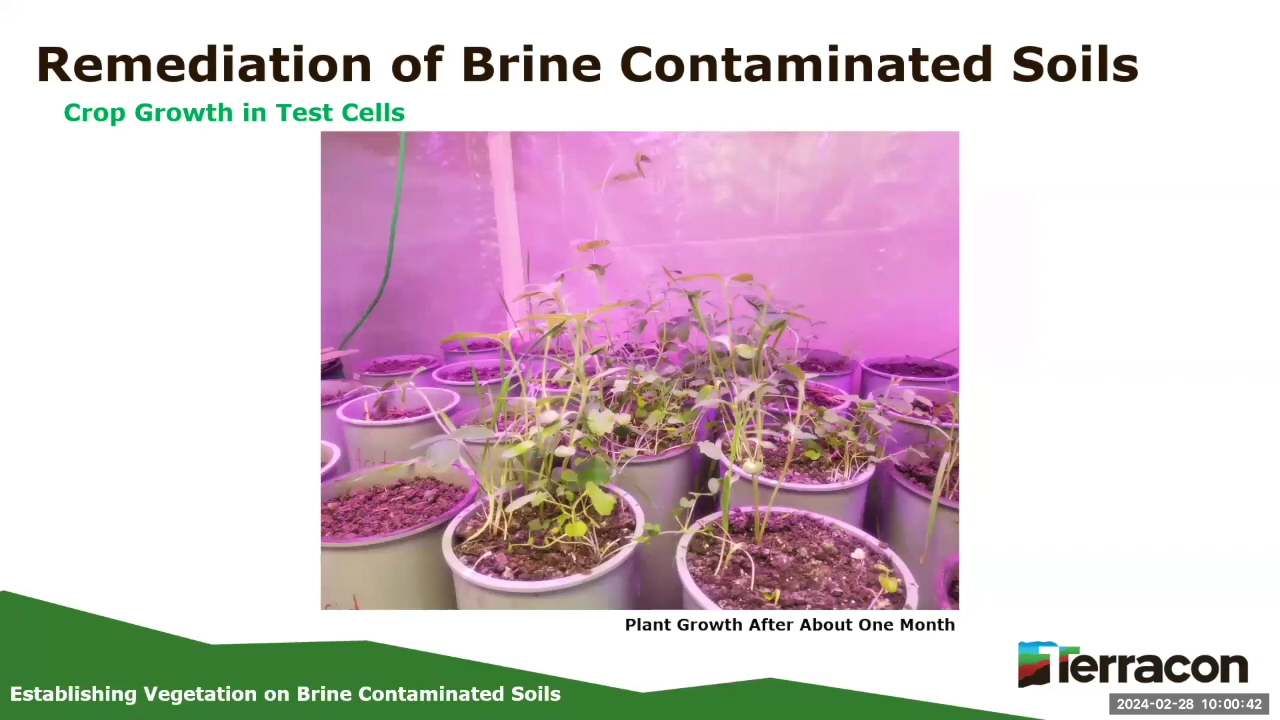 Remediation of Brine Contaminated Soils
Crop Growth in Test Cells
Plant Growth After About One Month
Terracon
Establishing Vegetation on Brine Contaminated Soils
2024-02-28 10:00:42